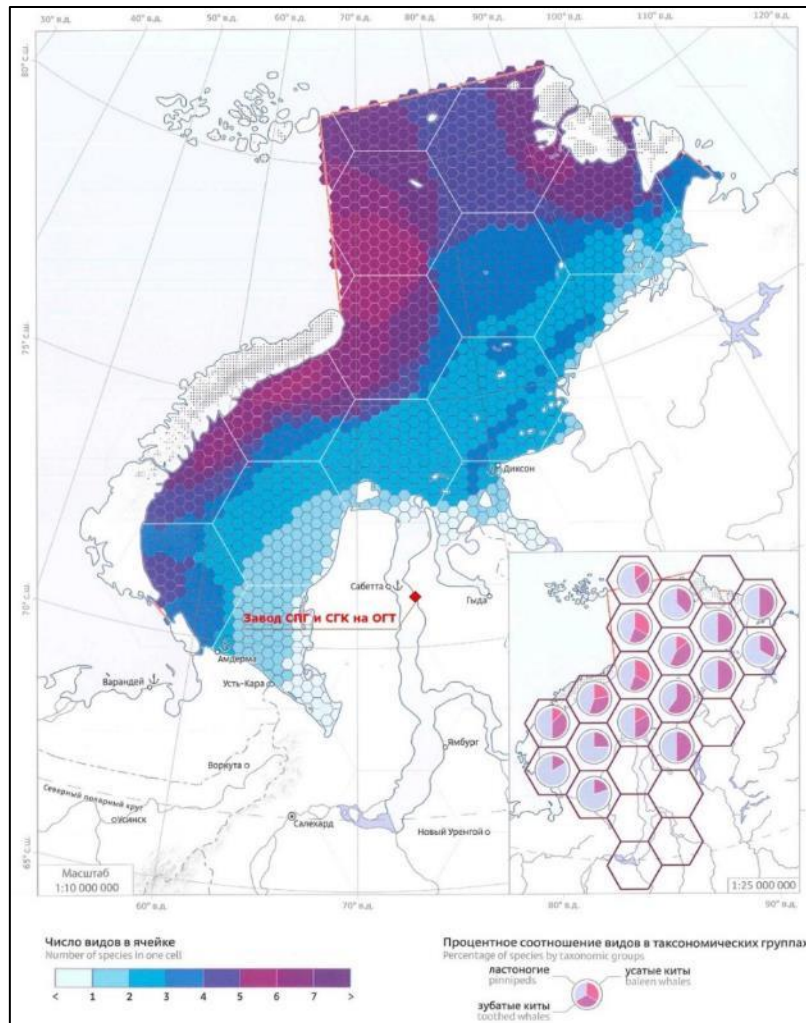 30° в.д.
40° в.д.
50° в.д.
60° в.д.
70° в.д.
80° в.д.
90° в.д.
100° в.д.
110° в.д.
120° в.д.
80° с.ш.
75° с.ш.
70° с.ш.
65° с.ш.
Диксон
Сабетта
Гыда
Завод СПГ и СГК на ОГТ
Амдерма
Варандей
Усть-Кара
Ямбург
Воркута
Северный полярный круг
Усинск
Салехард
Новый Уренгой
Масштаб
1:10 000 000
1:25 000 000
60° в.д.
70° в.д.
80° в.д.
90° в.д.
Число видов в ячейке
Number of species in one cell
< 1 2 3 4 5 6 7 >
Процентное соотношение видов в таксономических группах
Percentage of species by taxonomic groups
ластоногие
pinnipeds
усатые киты
baleen whales
зубатые киты
toothed whales